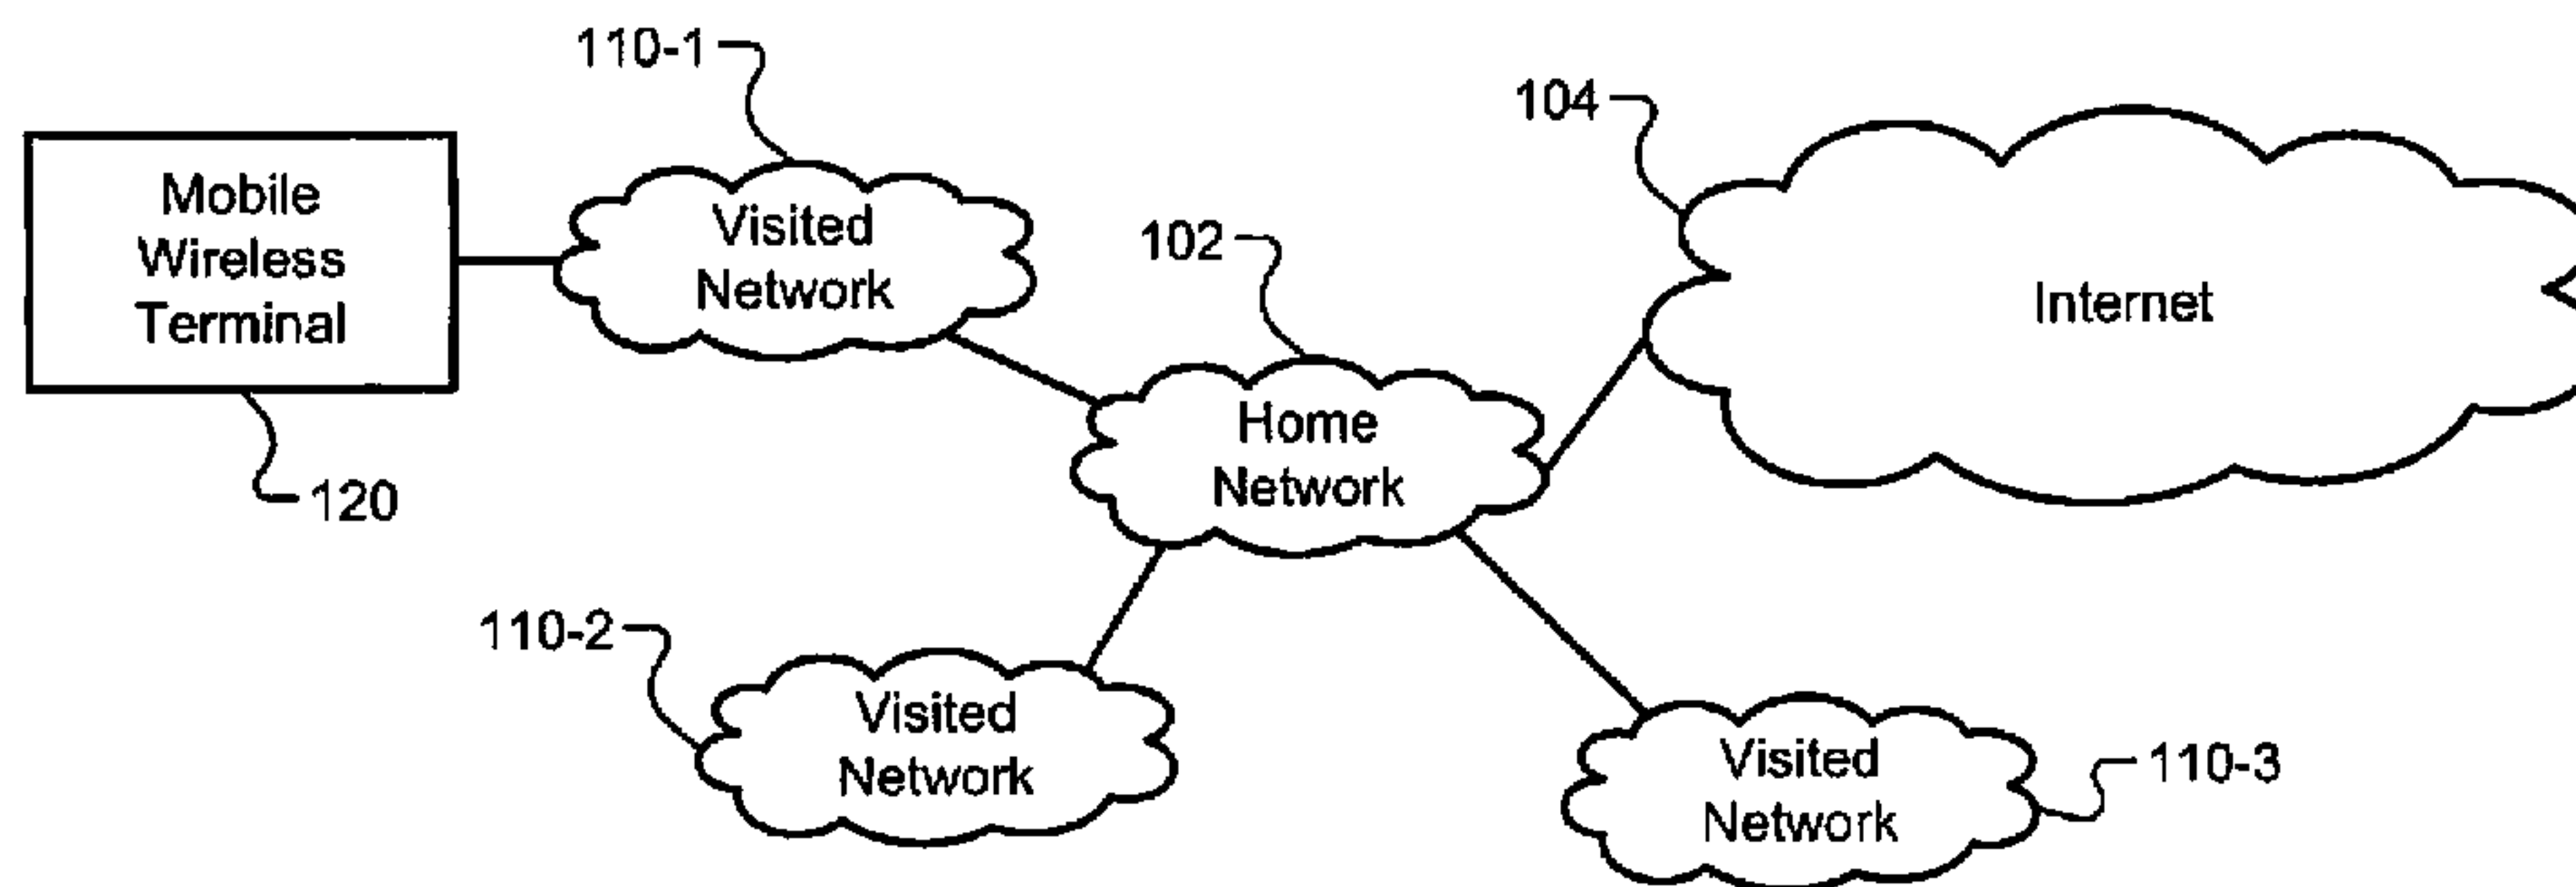 110-1
104
Mobile
Wireless
Terminal
Visited
Network
102
Internet
Home
Network
120
110-2
Visited
Network
Visited
Network
110-3